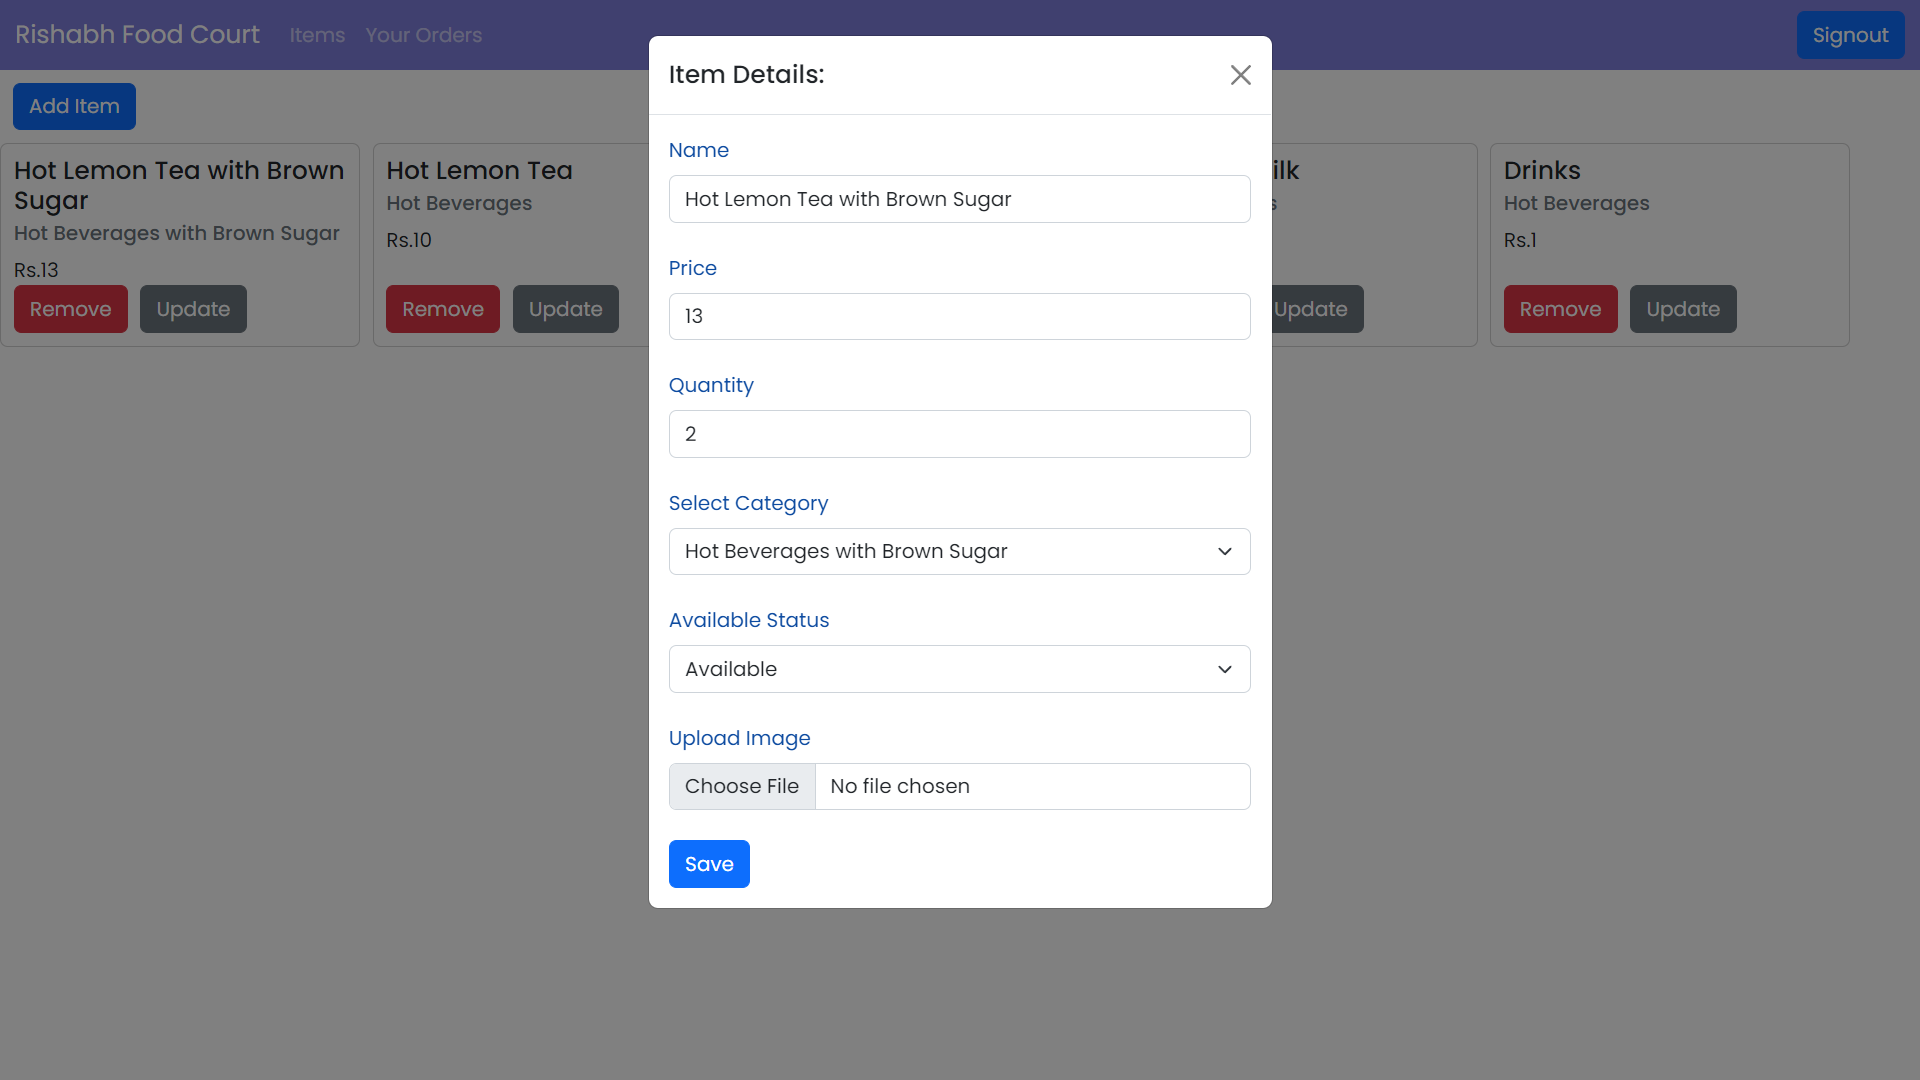 Rishabh Food Court Items Your Orders Signout
Add Item
Hot Lemon Tea with Brown
Sugar
Hot Beverages with Brown Sugar
Rs.13
Remove Update
Hot Lemon Tea
Hot Beverages
Rs.10
Remove Update
Item Details:
Name
Hot Lemon Tea with Brown Sugar
Price
13
Quantity
2
Select Category
Hot Beverages with Brown Sugar
Available Status
Available
Upload Image
Choose File No file chosen
Save
Update
Drinks
Hot Beverages
Rs.1
Remove Update